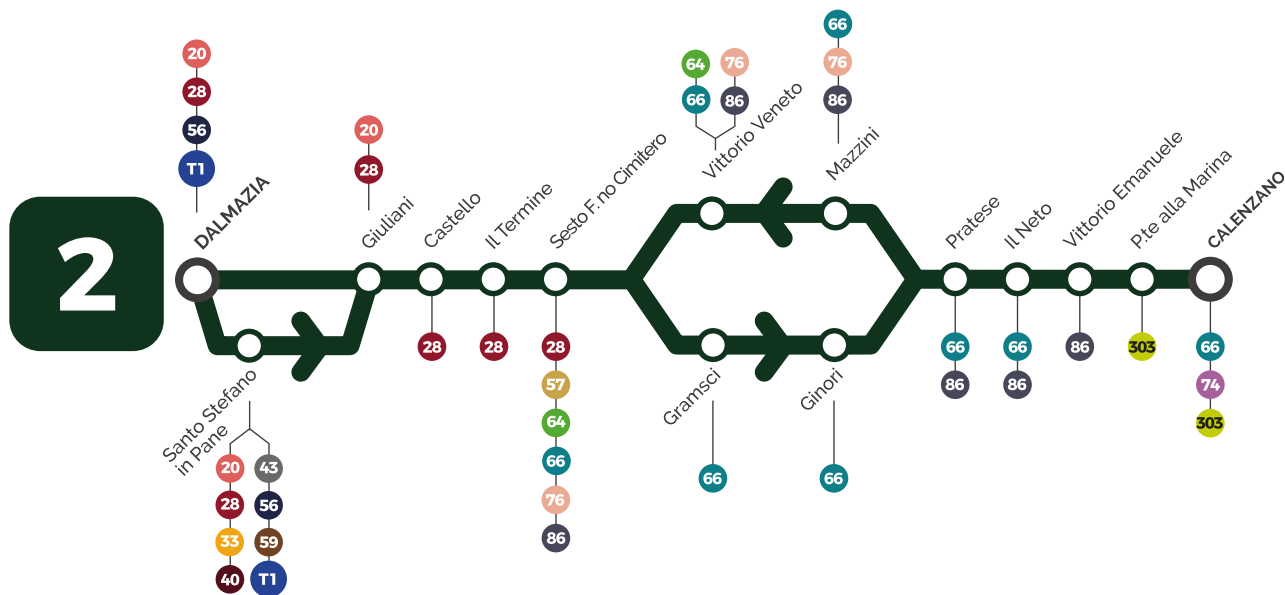 2
20
28
56
T1
DALMAZIA
Santo Stefano
in Pane
20
28
33
40
43
56
59
T1
20
28
Giuliani
Castello
28
Il Termine
28
Sesto F.no Cimitero
28
57
64
66
76
86
64
66
76
86
Vittorio Veneto
66
76
86
Mazzini
Gramsci
66
Ginori
66
Pratese
66
86
Il Neto
66
86
Vittorio Emanuele
86
P.te alla Marina
303
CALENZANO
66
74
303